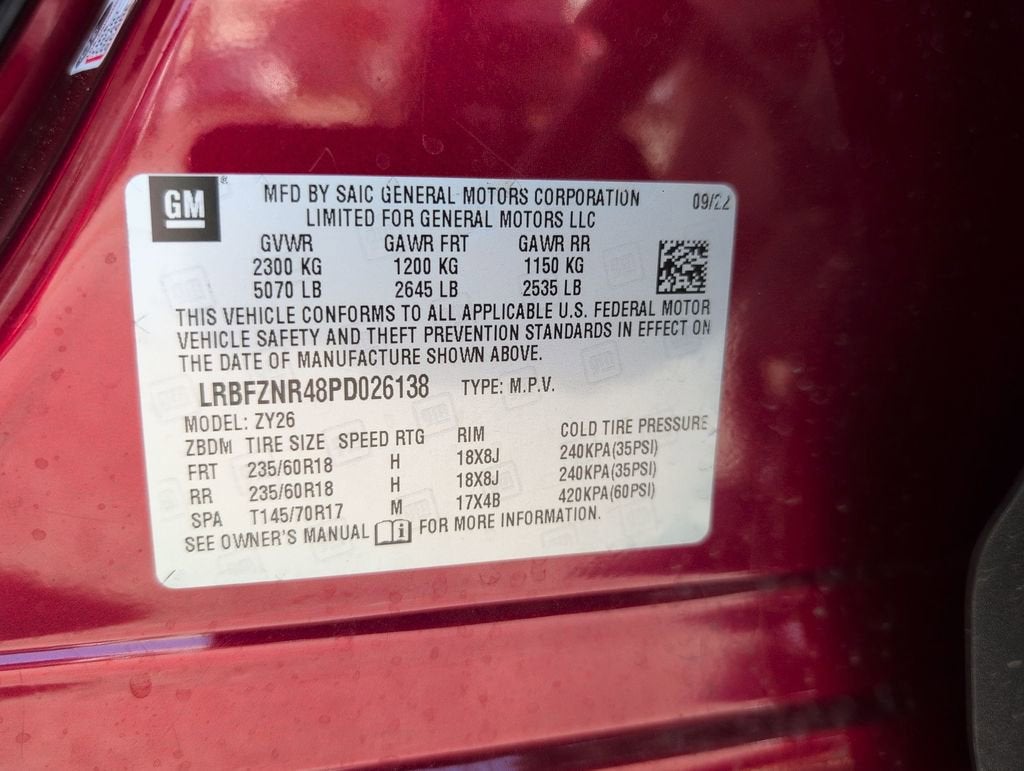 GM
MFD BY SAIC GENERAL MOTORS CORPORATION
LIMITED FOR GENERAL MOTORS LLC
09/22
GVWR GAWR FRT GAWR RR
2300 KG 1200 KG 1150 KG
5070 LB 2645 LB 2535 LB
THIS VEHICLE CONFORMS TO ALL APPLICABLE U.S. FEDERAL MOTOR
VEHICLE SAFETY AND THEFT PREVENTION STANDARDS IN EFFECT ON
THE DATE OF MANUFACTURE SHOWN ABOVE.
LRBFZNR48PD026138 TYPE: M.P.V.
MODEL: ZY26
ZBDM TIRE SIZE SPEED RTG RIM COLD TIRE PRESSURE
FRT 235/60R18 H 18X8J 240KPA(35PSI)
RR 235/60R18 H 18X8J 240KPA(35PSI)
SPA T145/70R17 M 17X4B 420KPA(60PSI)
SEE OWNER'S MANUAL FOR MORE INFORMATION.